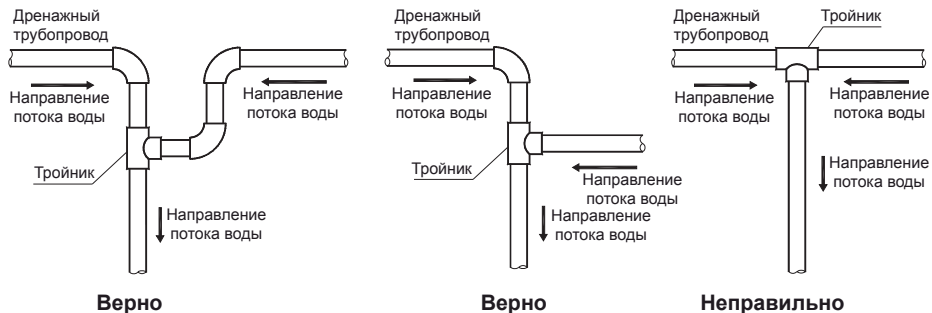 Дренажный
трубопровод
Направление
потока воды
Направление
потока воды
Тройник
Направление
потока воды
Верно
Дренажный
трубопровод
Направление
потока воды
Тройник
Направление
потока воды
Направление
потока воды
Верно
Дренажный
трубопровод
Тройник
Направление
потока воды
Направление
потока воды
Направление
потока воды
Неправильно